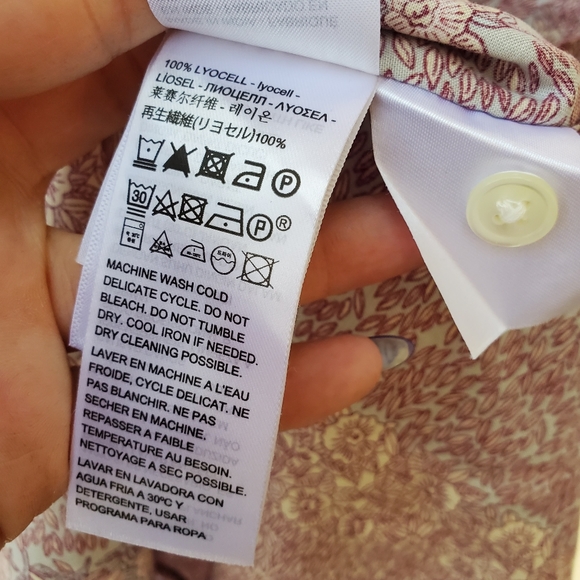 100% LYOCELL - lyocell -
LİOSEL - ЛИОЦЕЛЛ - ΛΥΟΣΕΛ -
莱赛尔纤维 - 레이온
再生繊維(リヨセル)100%
P
30
P®
MACHINE WASH COLD
DELICATE CYCLE. DO NOT
BLEACH. DO NOT TUMBLE
DRY. COOL IRON IF NEEDED.
DRY CLEANING POSSIBLE.
LAVER EN MACHINE A L'EAU
FROIDE, CYCLE DELICAT. NE
PAS BLANCHIR. NE PAS
SECHER EN MACHINE.
REPASSER A FAIBLE
TEMPERATURE AU BESOIN.
NETTOYAGE A SEC POSSIBLE.
LAVAR EN LAVADORA CON
AGUA FRIA A 30ºC Y
DETERGENTE, USAR
PROGRAMA PARA ROPA